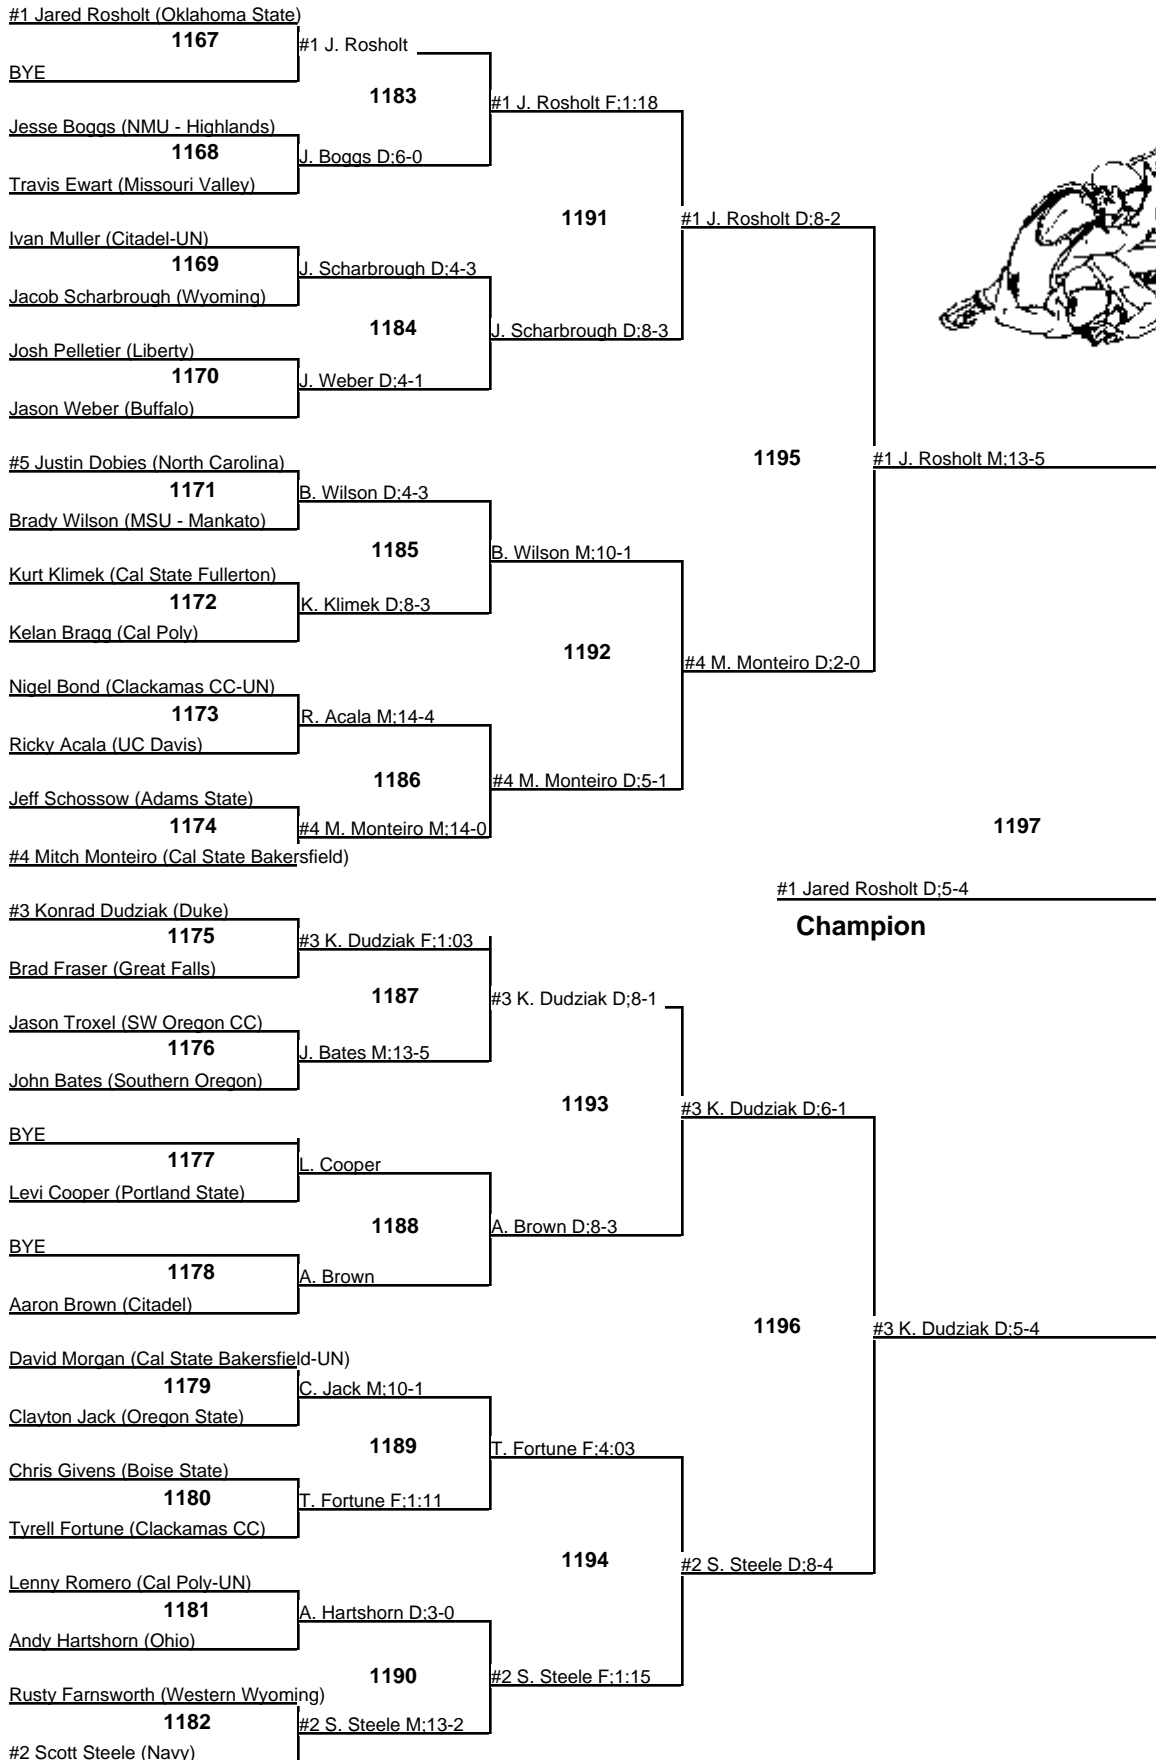 #1 Jared Rosholt (Oklahoma State)
1167
#1 J. Rosholt
BYE
1183
#1 J. Rosholt F;1:18
Jesse Boggs (NMU - Highlands)
1168
J. Boggs D;6-0
Travis Ewart (Missouri Valley)
1191
#1 J. Rosholt D;8-2
Ivan Muller (Citadel-UN)
1169
J. Scharbrough D;4-3
Jacob Scharbrough (Wyoming)
1184
J. Scharbrough D;8-3
Josh Pelletier (Liberty)
1170
J. Weber D;4-1
Jason Weber (Buffalo)
1195
#1 J. Rosholt M;13-5
#5 Justin Dobies (North Carolina)
1171
B. Wilson D;4-3
Brady Wilson (MSU - Mankato)
1185
B. Wilson M;10-1
Kurt Klimek (Cal State Fullerton)
1172
K. Klimek D;8-3
Kelan Bragg (Cal Poly)
1192
#4 M. Monteiro D;2-0
Nigel Bond (Clackamas CC-UN)
1173
R. Acala M;14-4
Ricky Acala (UC Davis)
1186
#4 M. Monteiro D;5-1
Jeff Schossow (Adams State)
1174
#4 M. Monteiro M;14-0
#4 Mitch Monteiro (Cal State Bakersfield)
1197
#1 Jared Rosholt D;5-4
Champion
#3 Konrad Dudziak (Duke)
1175
#3 K. Dudziak F;1:03
Brad Fraser (Great Falls)
1187
#3 K. Dudziak D;8-1
Jason Troxel (SW Oregon CC)
1176
J. Bates M;13-5
John Bates (Southern Oregon)
1193
#3 K. Dudziak D;6-1
BYE
1177
L. Cooper
Levi Cooper (Portland State)
1188
A. Brown D;8-3
BYE
1178
A. Brown
Aaron Brown (Citadel)
1196
#3 K. Dudziak D;5-4
David Morgan (Cal State Bakersfield-UN)
1179
C. Jack M;10-1
Clayton Jack (Oregon State)
1189
T. Fortune F;4:03
Chris Givens (Boise State)
1180
T. Fortune F;1:11
Tyrell Fortune (Clackamas CC)
1194
#2 S. Steele D;8-4
Lenny Romero (Cal Poly-UN)
1181
A. Hartshorn D;3-0
Andy Hartshorn (Ohio)
1190
#2 S. Steele F;1:15
Rusty Farnsworth (Western Wyoming)
1182
#2 S. Steele M;13-2
#2 Scott Steele (Navy)